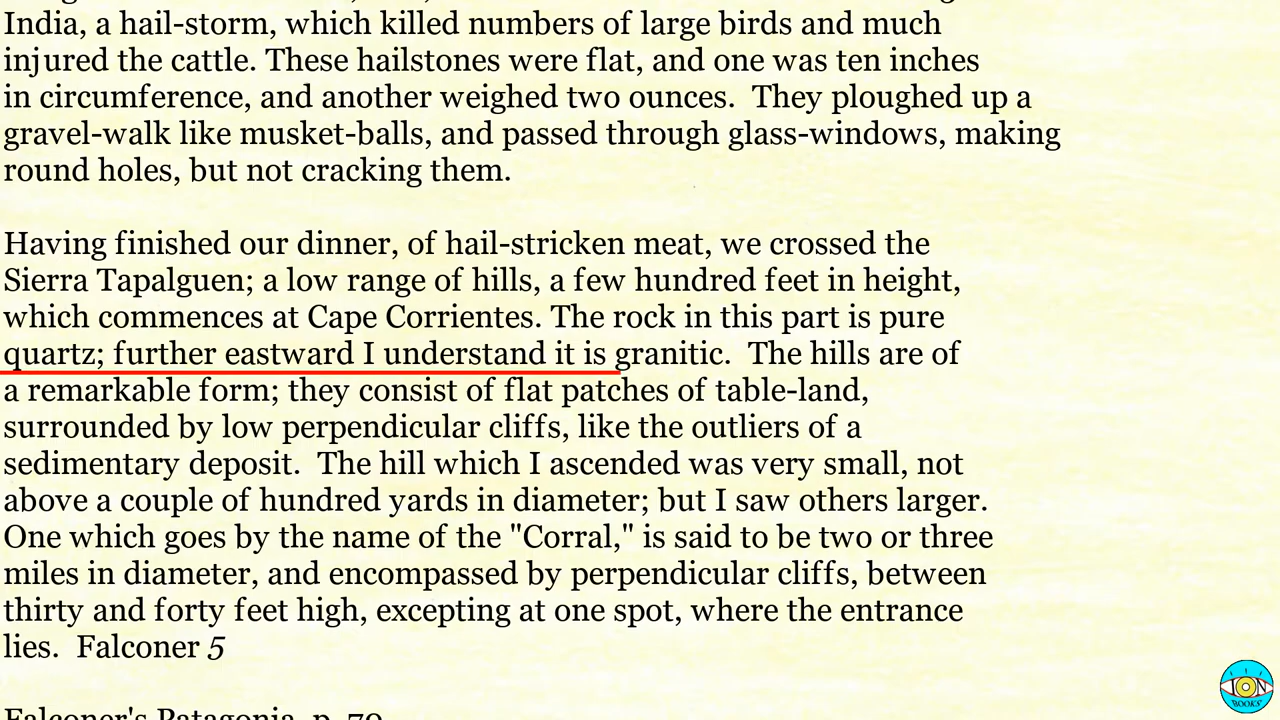 India, a hail-storm, which killed numbers of large birds and much
injured the cattle. These hailstones were flat, and one was ten inches
in circumference, and another weighed two ounces.  They ploughed up a
gravel-walk like musket-balls, and passed through glass-windows, making
round holes, but not cracking them.
Having finished our dinner, of hail-stricken meat, we crossed the
Sierra Tapalguen; a low range of hills, a few hundred feet in height,
which commences at Cape Corrientes. The rock in this part is pure
quartz; further eastward I understand it is granitic.  The hills are of
a remarkable form; they consist of flat patches of table-land,
surrounded by low perpendicular cliffs, like the outliers of a
sedimentary deposit.  The hill which I ascended was very small, not
above a couple of hundred yards in diameter; but I saw others larger.
One which goes by the name of the "Corral," is said to be two or three
miles in diameter, and encompassed by perpendicular cliffs, between
thirty and forty feet high, excepting at one spot, where the entrance
lies.  Falconer 5
Falconer's Patagonia, p. 70
ION
BOOKS